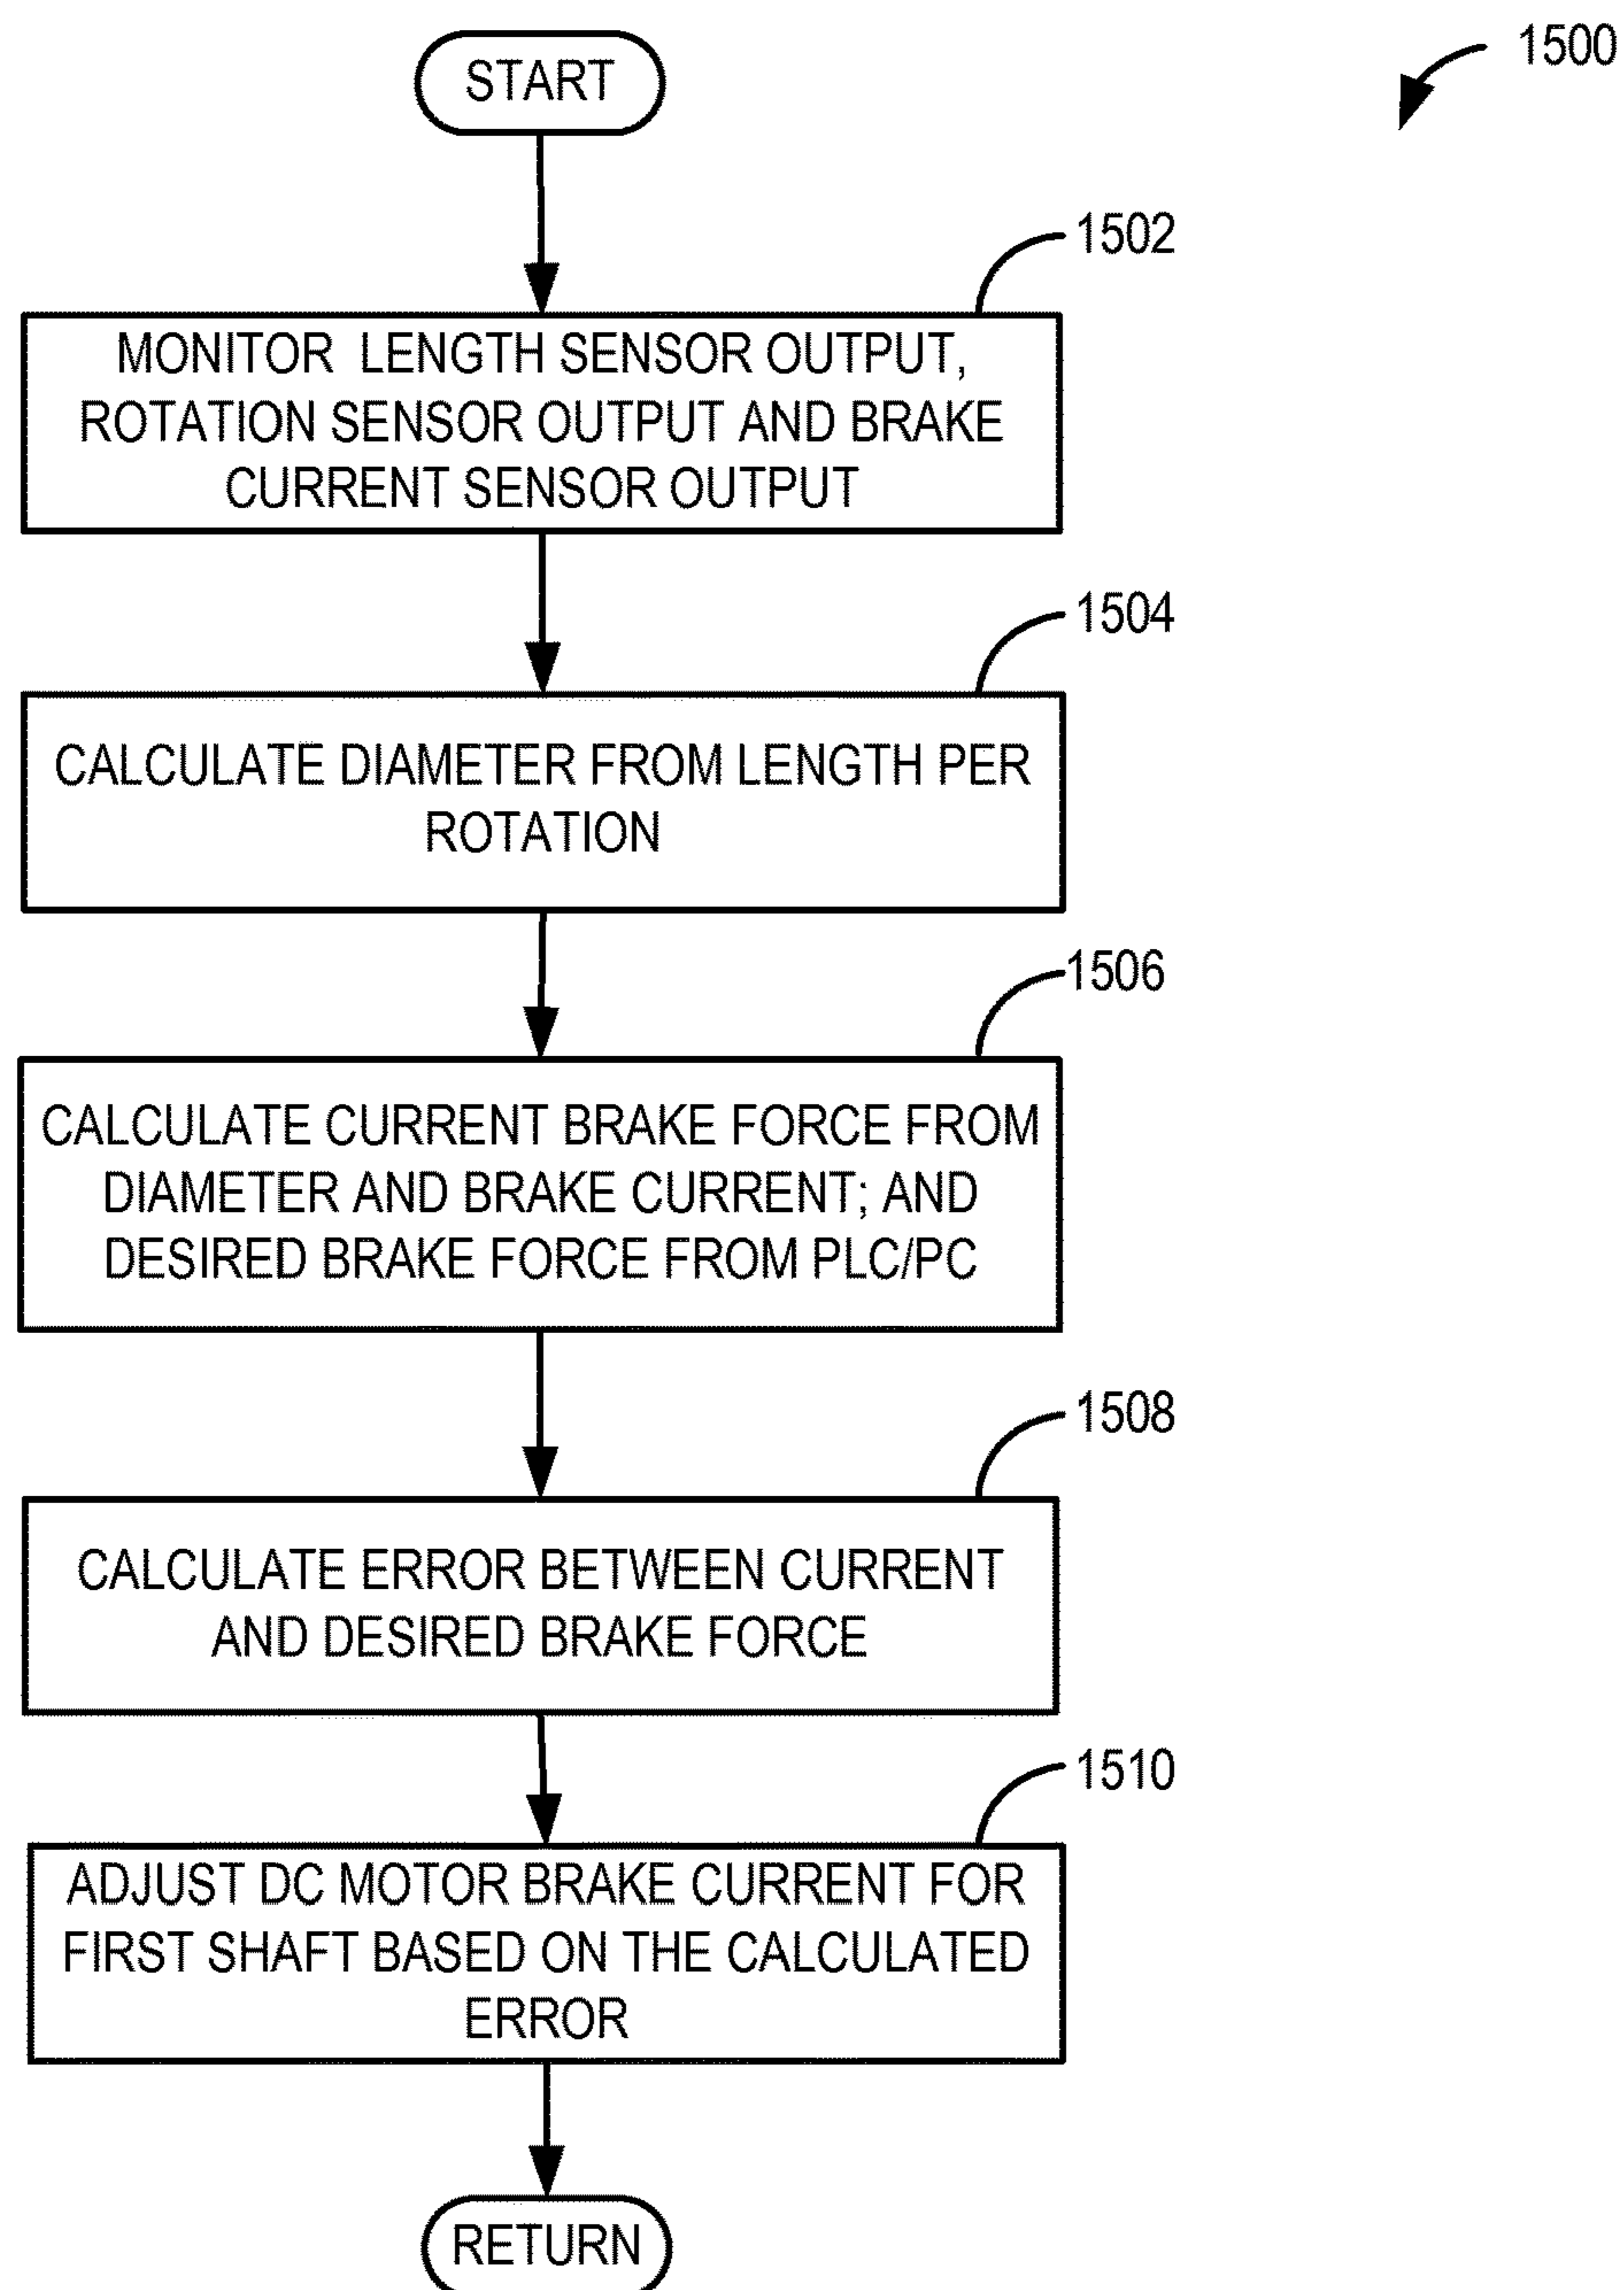 START
1500
1502
MONITOR LENGTH SENSOR OUTPUT,
ROTATION SENSOR OUTPUT AND BRAKE
CURRENT SENSOR OUTPUT
1504
CALCULATE DIAMETER FROM LENGTH PER
ROTATION
1506
CALCULATE CURRENT BRAKE FORCE FROM
DIAMETER AND BRAKE CURRENT; AND
DESIRED BRAKE FORCE FROM PLC/PC
1508
CALCULATE ERROR BETWEEN CURRENT
AND DESIRED BRAKE FORCE
1510
ADJUST DC MOTOR BRAKE CURRENT FOR
FIRST SHAFT BASED ON THE CALCULATED
ERROR
RETURN